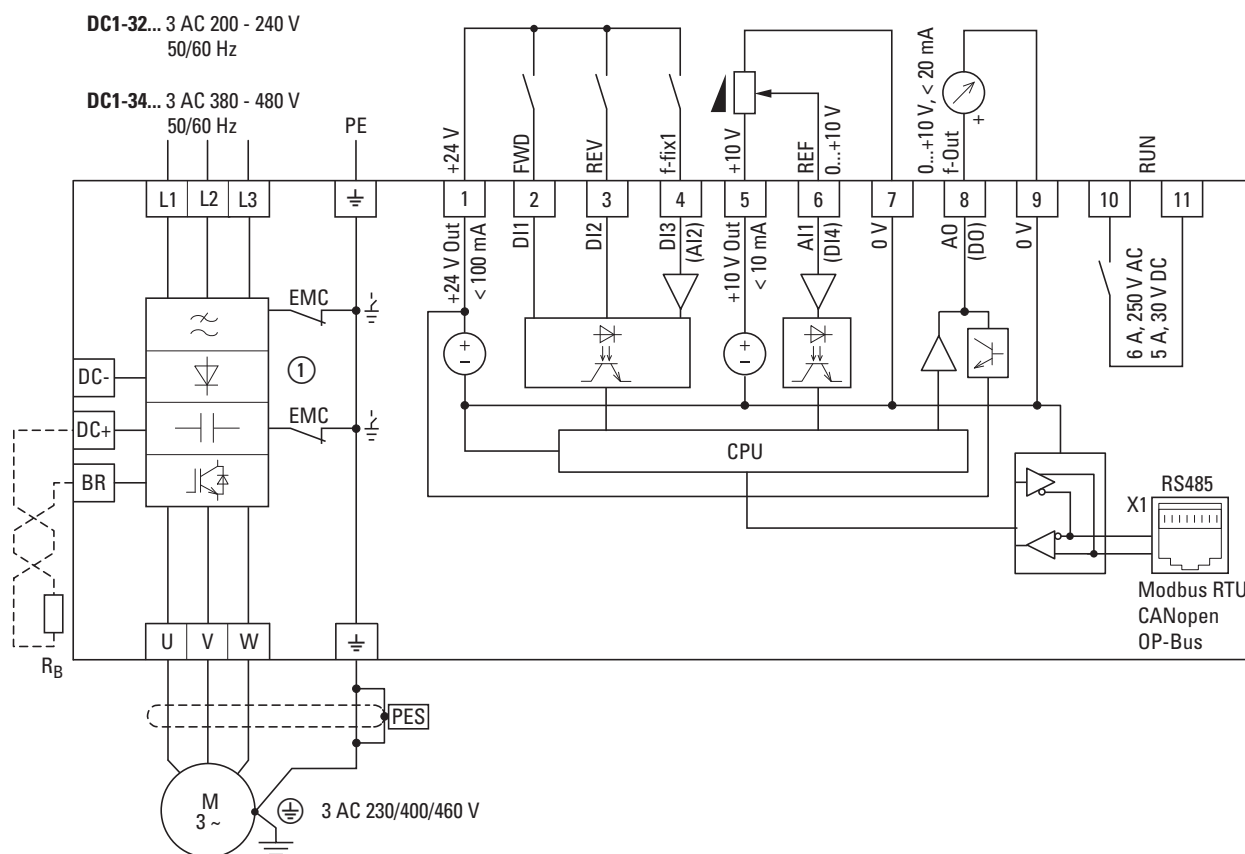 DC1-32... 3 AC 200 - 240 V
50/60 Hz
DC1-34... 3 AC 380 - 480 V
50/60 Hz
PE
+24 V
FWD
REV
f-fix1
+10 V
REF
0...+10 V
0...+10 V, < 20 mA
f-Out
+
RUN
L1 L2 L3
1 2 3 4 5 6 7 8 9 10 11
+24 V Out
< 100 mA
DI1
DI2
DI3
(AI2)
+10 V Out
< 10 mA
AI1
(DI4)
0 V
AO
(DO)
0 V
6 A, 250 V AC
5 A, 30 V DC
EMC
+
-
+
-
DC-
1
DC+
EMC
BR
CPU
RS485
X1
Modbus RTU
CANopen
OP-Bus
RB
U V W
PES
M
3 ~
3 AC 230/400/460 V